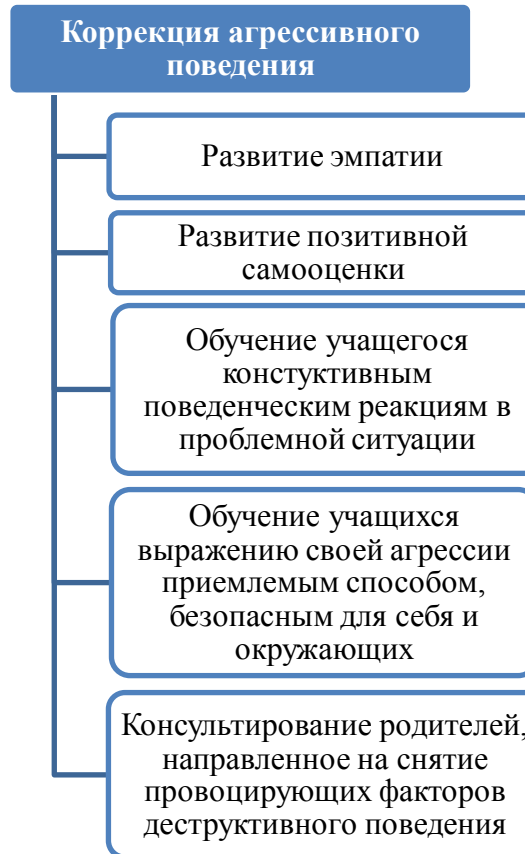 Коррекция агрессивного
поведения
Развитие эмпатии
Развитие позитивной
самооценки
Обучение учащегося
констуктивным
поведенческим реакциям в
проблемной ситуации
Обучение учащихся
выражению своей агрессии
приемлемым способом,
безопасным для себя и
окружающих
Консультирование родителей,
направленное на снятие
провоцирующих факторов
деструктивного поведения